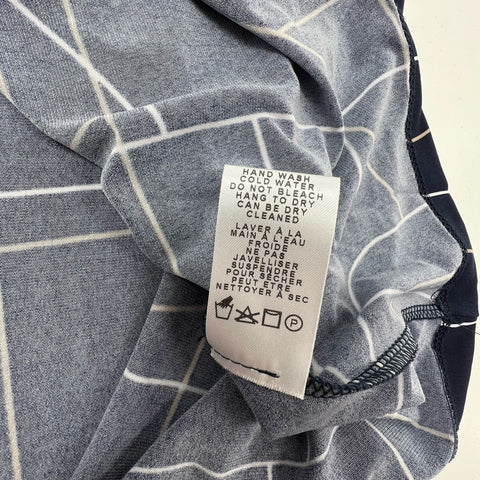 HAND WASH
COLD WATER
DO NOT BLEACH
HANG TO DRY
CAN BE DRY
CLEANED
LAVER À LA
MAIN À L'EAU
FROIDE
NE PAS
JAVELLISER
SUSPENDRE
POUR SÉCHER
PEUT ÊTRE
NETTOYER À SEC
P